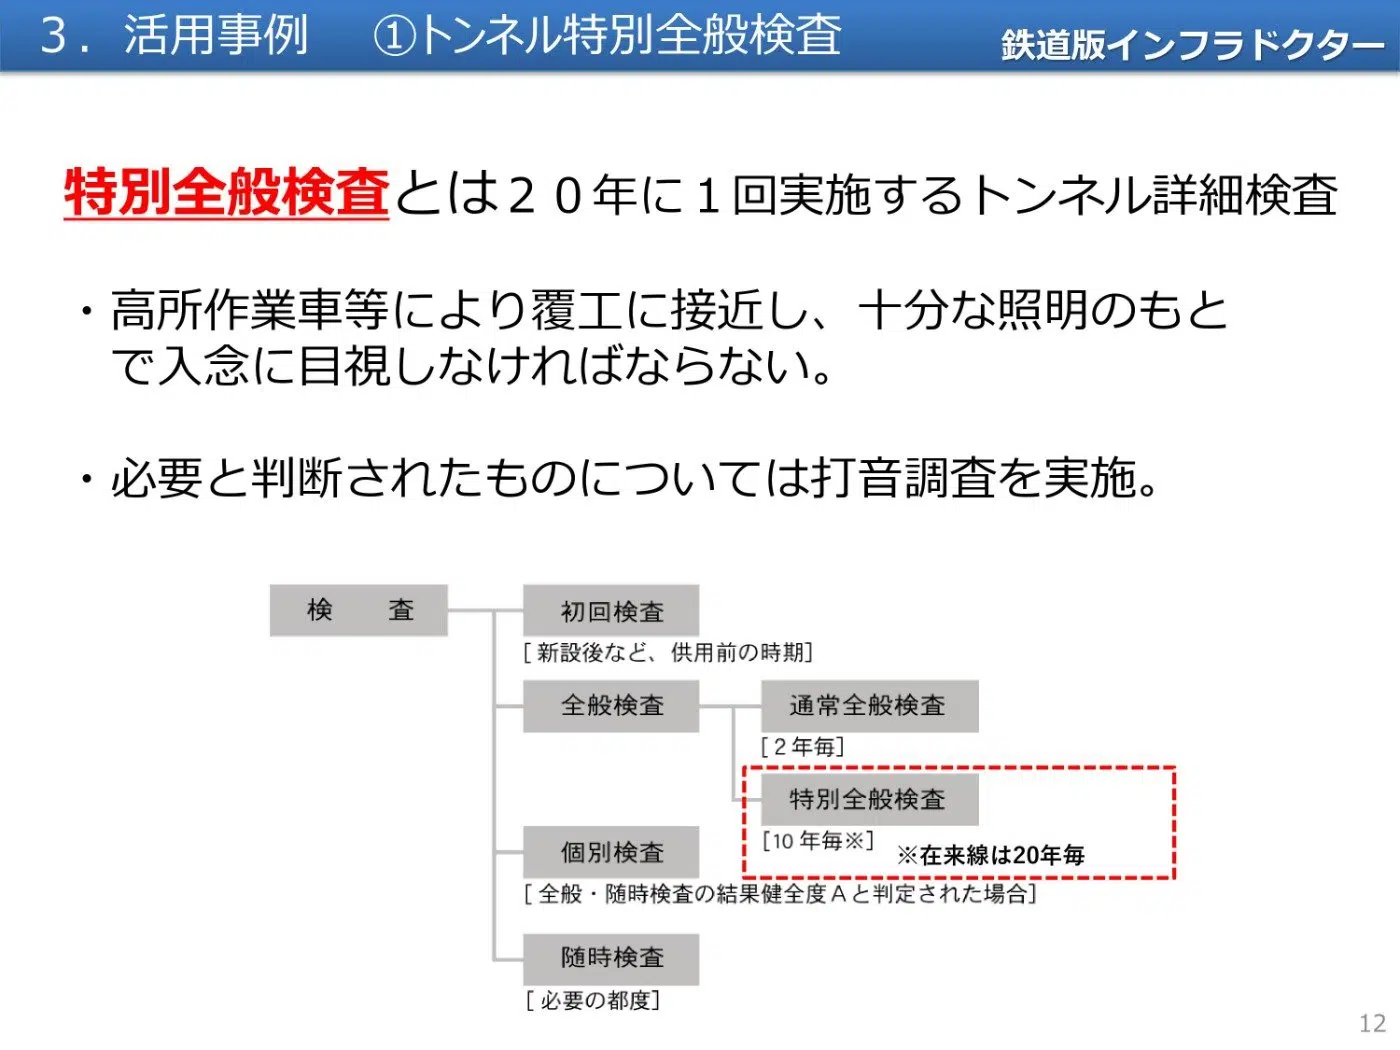 ３．活用事例　①トンネル特別全般検査
鉄道版インフラドクター
特別全般検査とは２０年に１回実施するトンネル詳細検査
・高所作業車等により覆工に接近し、十分な照明のもと
で入念に目視しなければならない。
・必要と判断されたものについては打音調査を実施。
検　査
初回検査
[ 新設後など、供用前の時期]
全般検査
通常全般検査
[２年毎]
特別全般検査
[10 年毎※]
※在来線は20年毎
個別検査
[ 全般・随時検査の結果健全度Ａと判定された場合]
随時検査
[ 必要の都度]
12